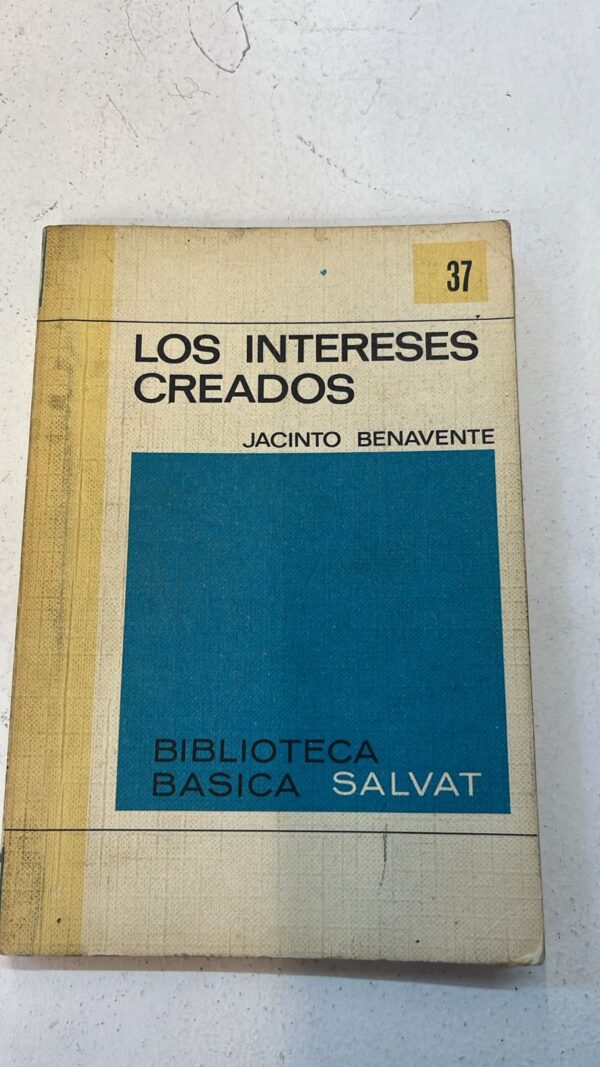 37
LOS INTERESES
CREADOS
JACINTO BENAVENTE
BIBLIOTECA
BASICA SALVAT